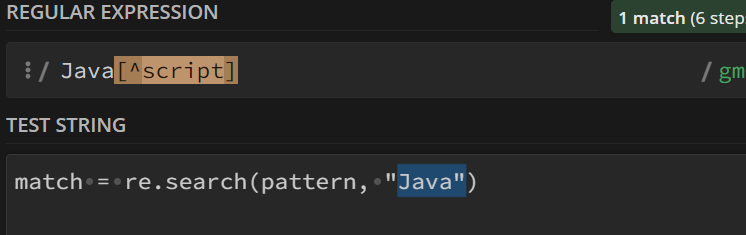 REGULAR EXPRESSION
1 match (6 step
/ Java[^script] / gm
TEST STRING
match = re.search(pattern, "Java")